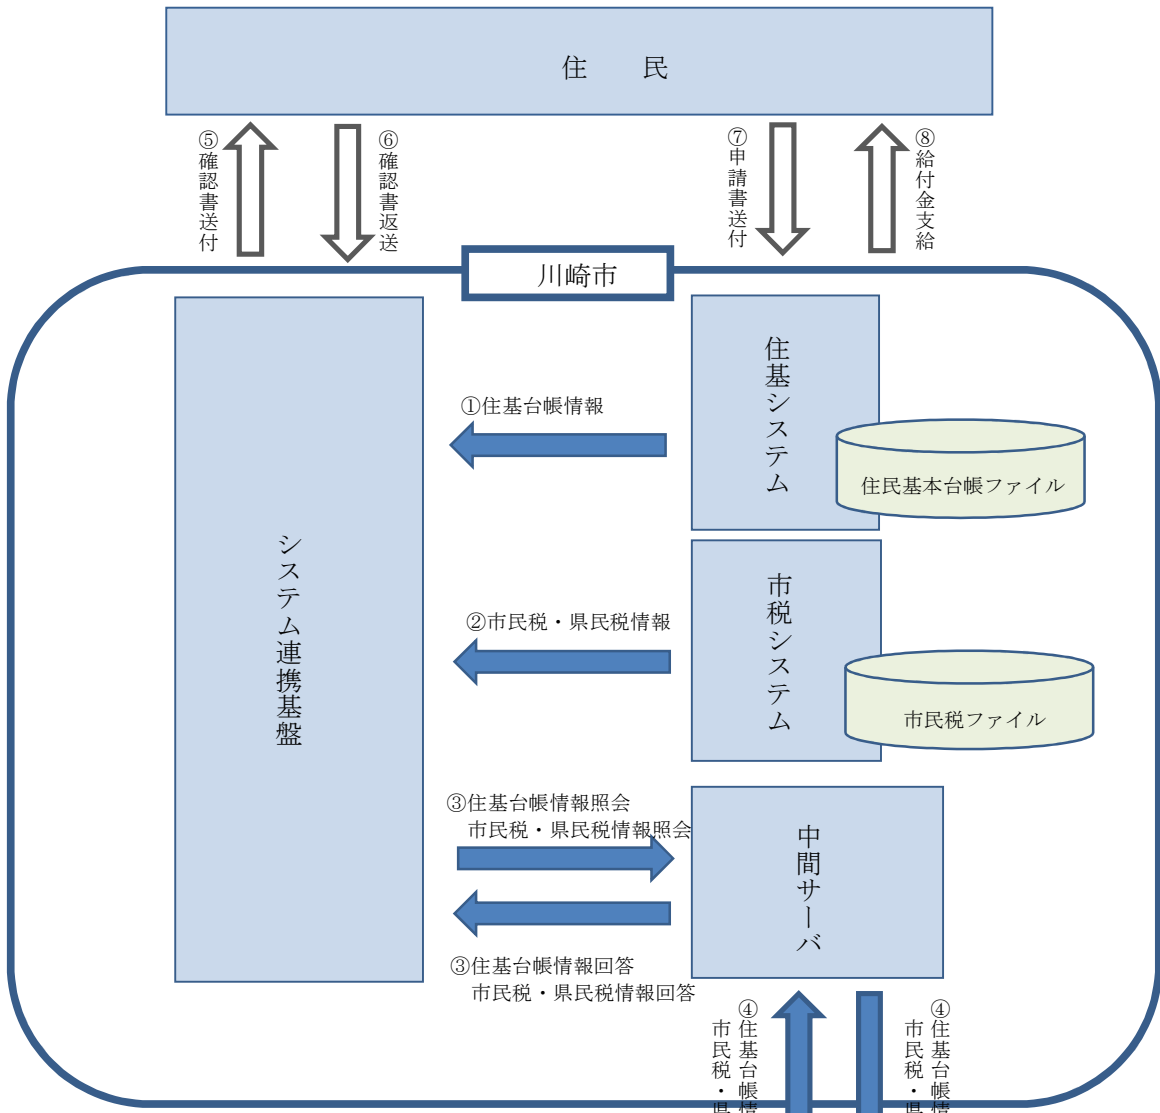 住　　民
⑤確認書送付
⑥確認書返送
⑦申請書送付
⑧給付金支給
川崎市
システム連携基盤
①住基台帳情報
住基システム
住民基本台帳ファイル
②市民税・県民税情報
市税システム
市民税ファイル
③住基台帳情報照会
市民税・県民税情報照会
中間サーバ
③住基台帳情報回答
市民税・県民税情報回答
④住基台帳情
市民税・県
④住基台帳情
市民税・県